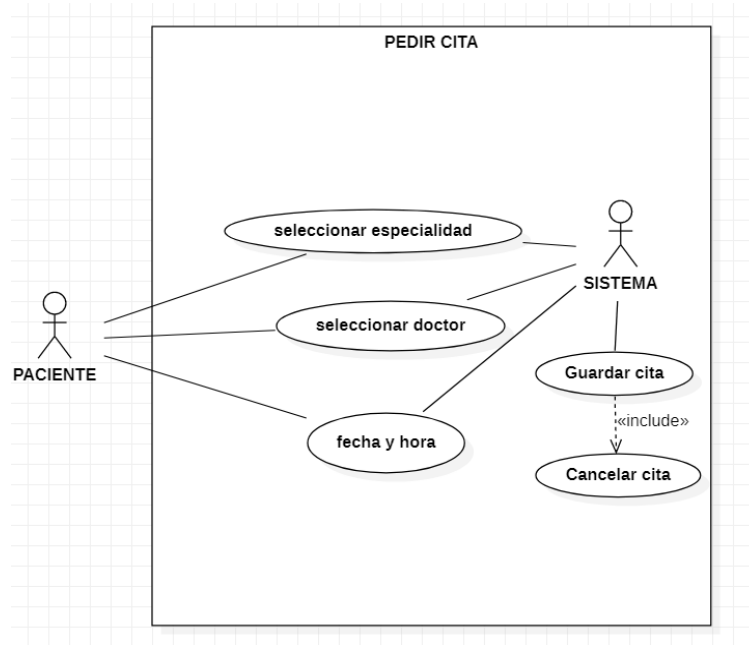 PEDIR CITA
seleccionar especialidad
SISTEMA
seleccionar doctor
PACIENTE
Guardar cita
«include»
fecha y hora
Cancelar cita